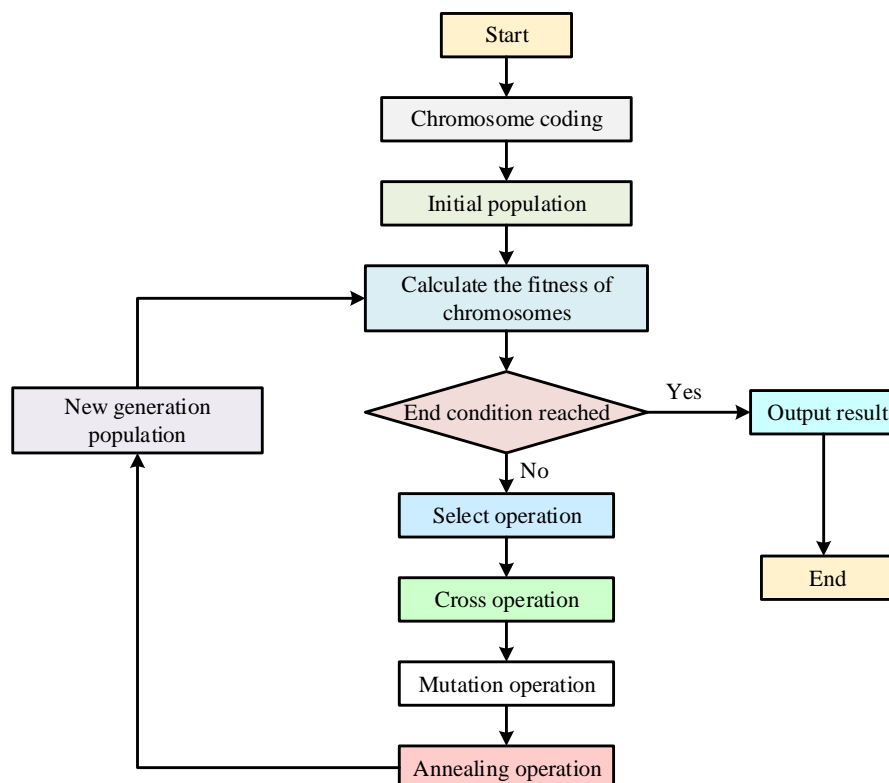 Start
Chromosome coding
Initial population
Calculate the fitness of
chromosomes
New generation
population
End condition reached
Yes
Output result
No
Select operation
End
Cross operation
Mutation operation
Annealing operation